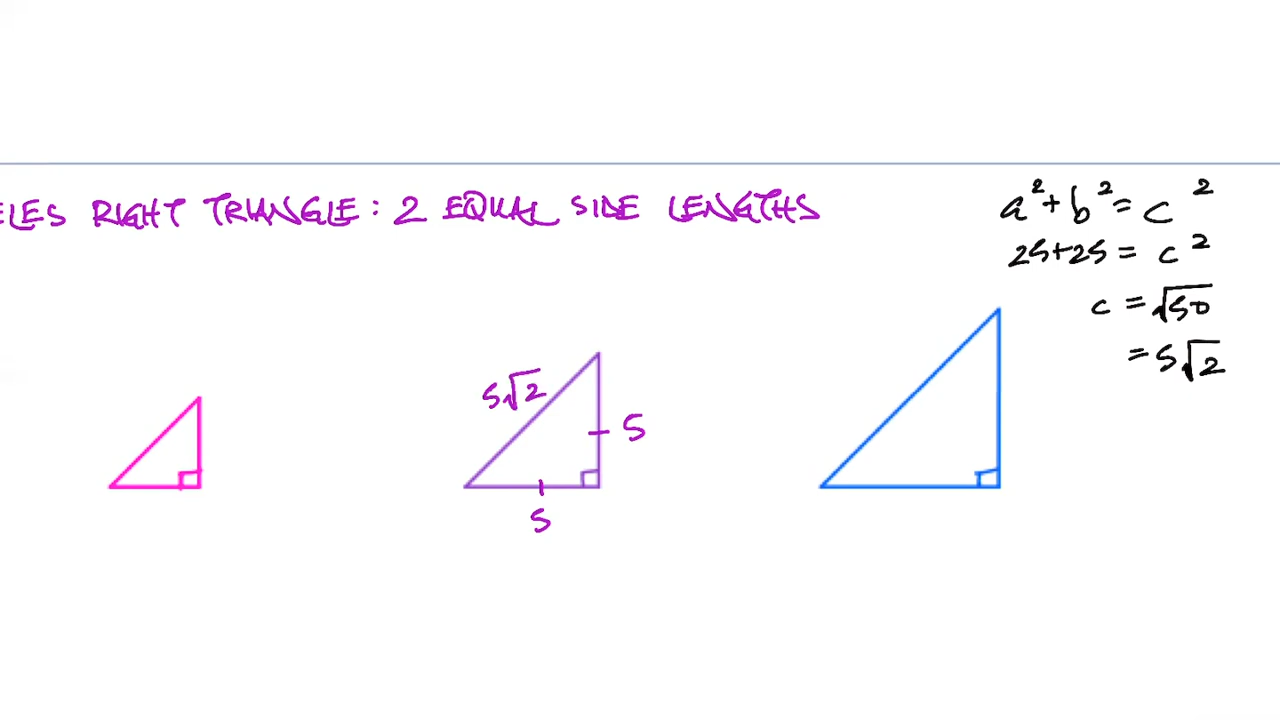 ELES RIGHT TRIANGLE: 2 EQUAL SIDE LENGTHS
a² + b² = c²
25+25 = c²
c = √50
= 5√2
5√2
5
5